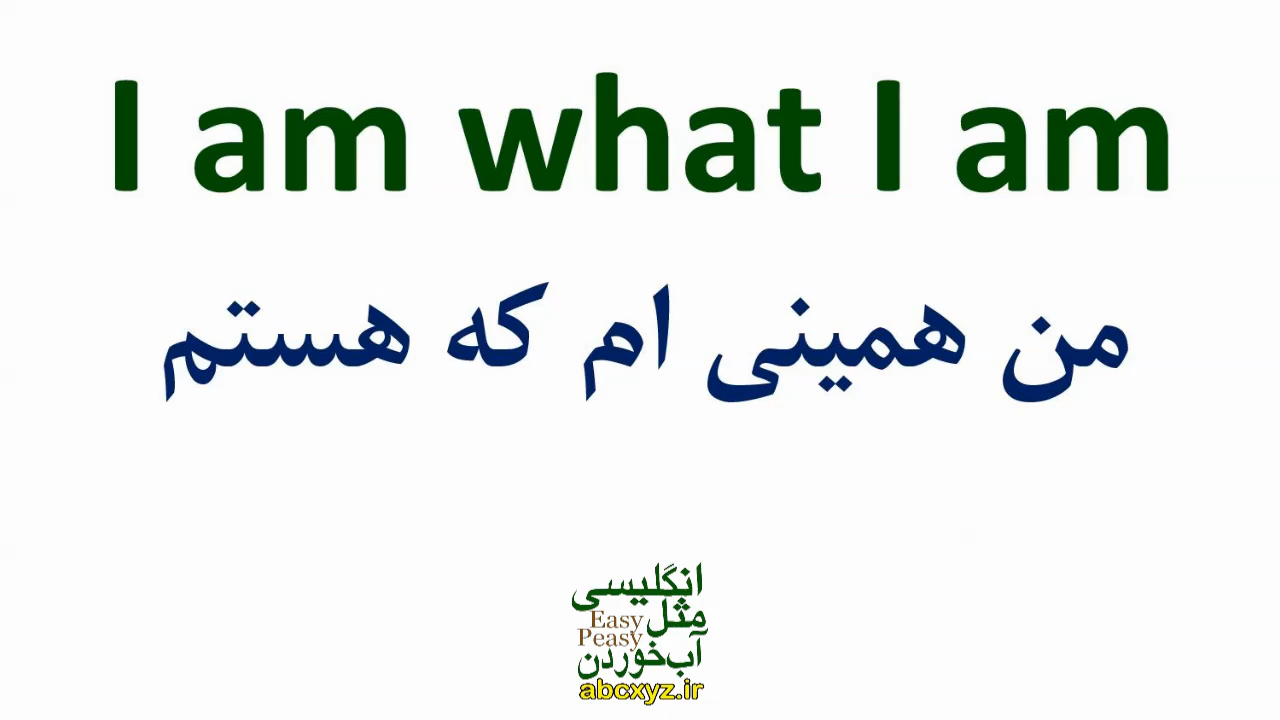 I am what I am
من همینی ام که هستم
انگلیسی
مثل
Easy
Peasy
آب‌خوردن
abcxyz.ir